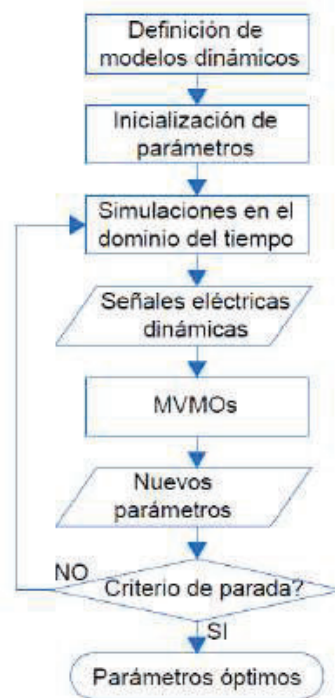 Definición de
modelos dinámicos
Inicialización de
parámetros
Simulaciones en el
dominio del tiempo
Señales eléctricas
dinámicas
MVMOs
Nuevos
parámetros
NO
Criterio de parada?
SI
Parámetros óptimos